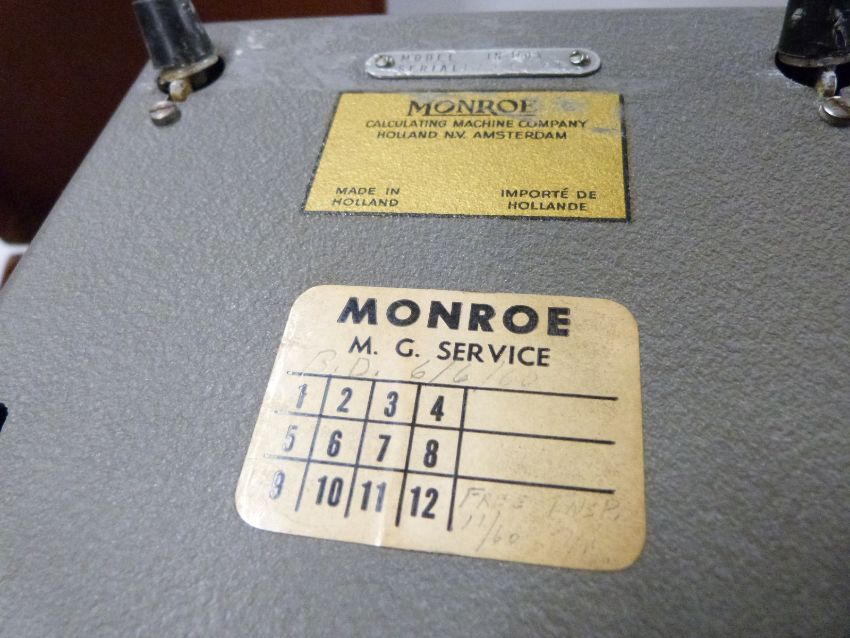 MODEL
SERIAL
MONROE
CALCULATING MACHINE COMPANY
HOLLAND N.V. AMSTERDAM
MADE IN
HOLLAND
IMPORTÉ DE
HOLLANDE
MONROE
M. G. SERVICE
B.D. 6/6/60
1 2 3 4
5 6 7 8
9 10 11 12
FREE INSP.
11/60